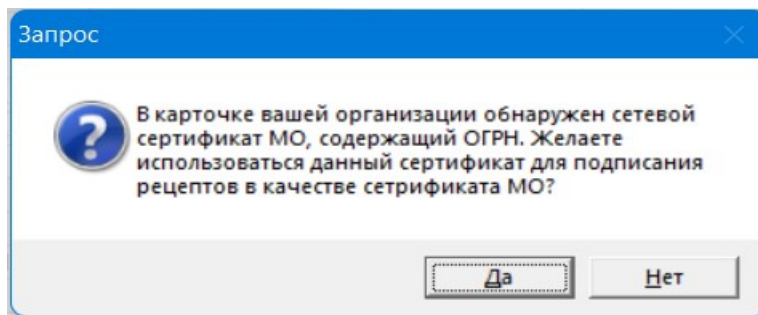 Запрос
В карточке вашей организации обнаружен сетевой
сертификат МО, содержащий ОГРН. Желаете
использоваться данный сертификат для подписания
рецептов в качестве сетрификата МО?
Да
Нет